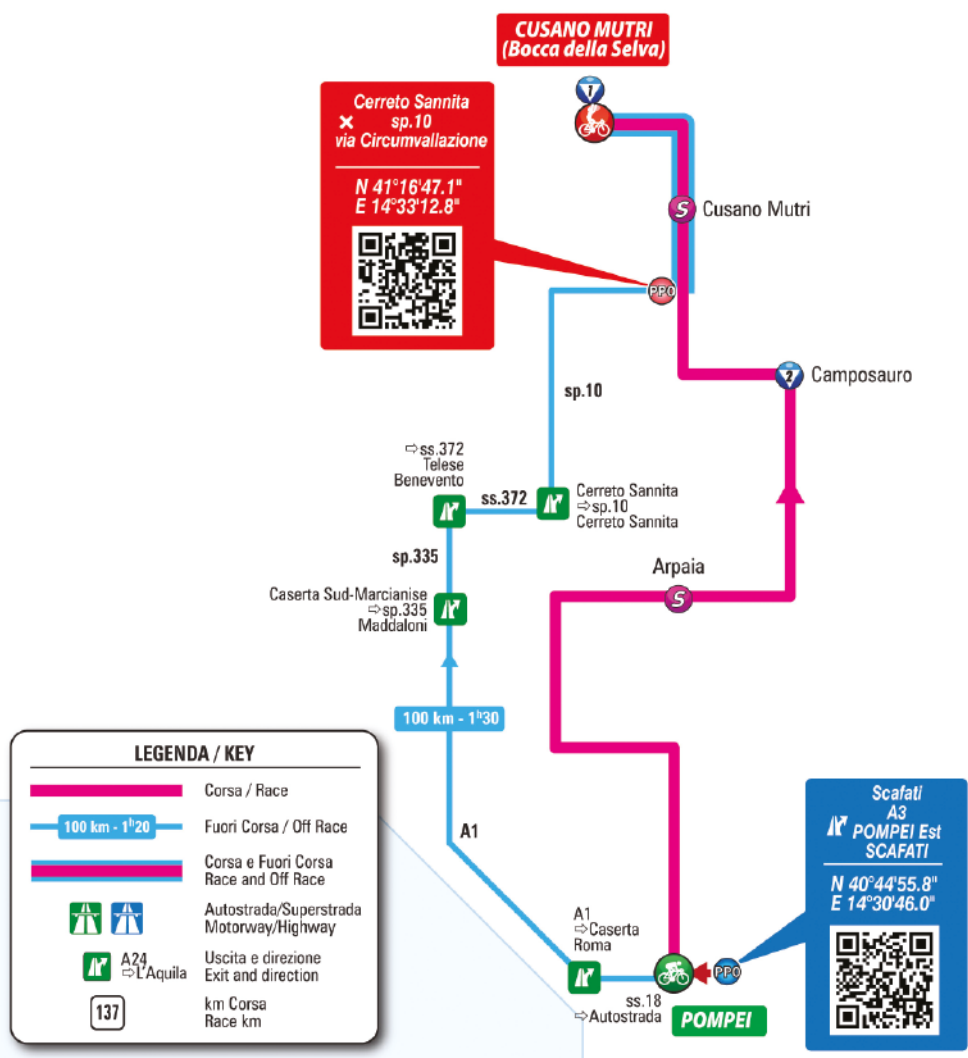 CUSANO MUTRI
(Bocca della Selva)
1
Cerreto Sannita
sp.10
via Circumvallazione
N 41°16'47.1"
E 14°33'12.8"
S
Cusano Mutri
PPO
2
Camposauro
sp.10
⇨ss.372
Telese
Benevento
ss.372
Cerreto Sannita
⇨sp.10
Cerreto Sannita
sp.335
Arpaia
S
Caserta Sud-Marcianise
⇨sp.335
Maddaloni
100 km - 1h30
A1
A1
⇨Caserta
Roma
ss.18
⇨Autostrada
POMPEI
PPO
Scafati
A3
POMPEI Est
SCAFATI
N 40°44'55.8"
E 14°30'46.0"
LEGENDA / KEY
Corsa / Race
100 km - 1h20
Fuori Corsa / Off Race
Corsa e Fuori Corsa
Race and Off Race
Autostrada/Superstrada
Motorway/Highway
A24
⇨L'Aquila
Uscita e direzione
Exit and direction
137
km Corsa
Race km